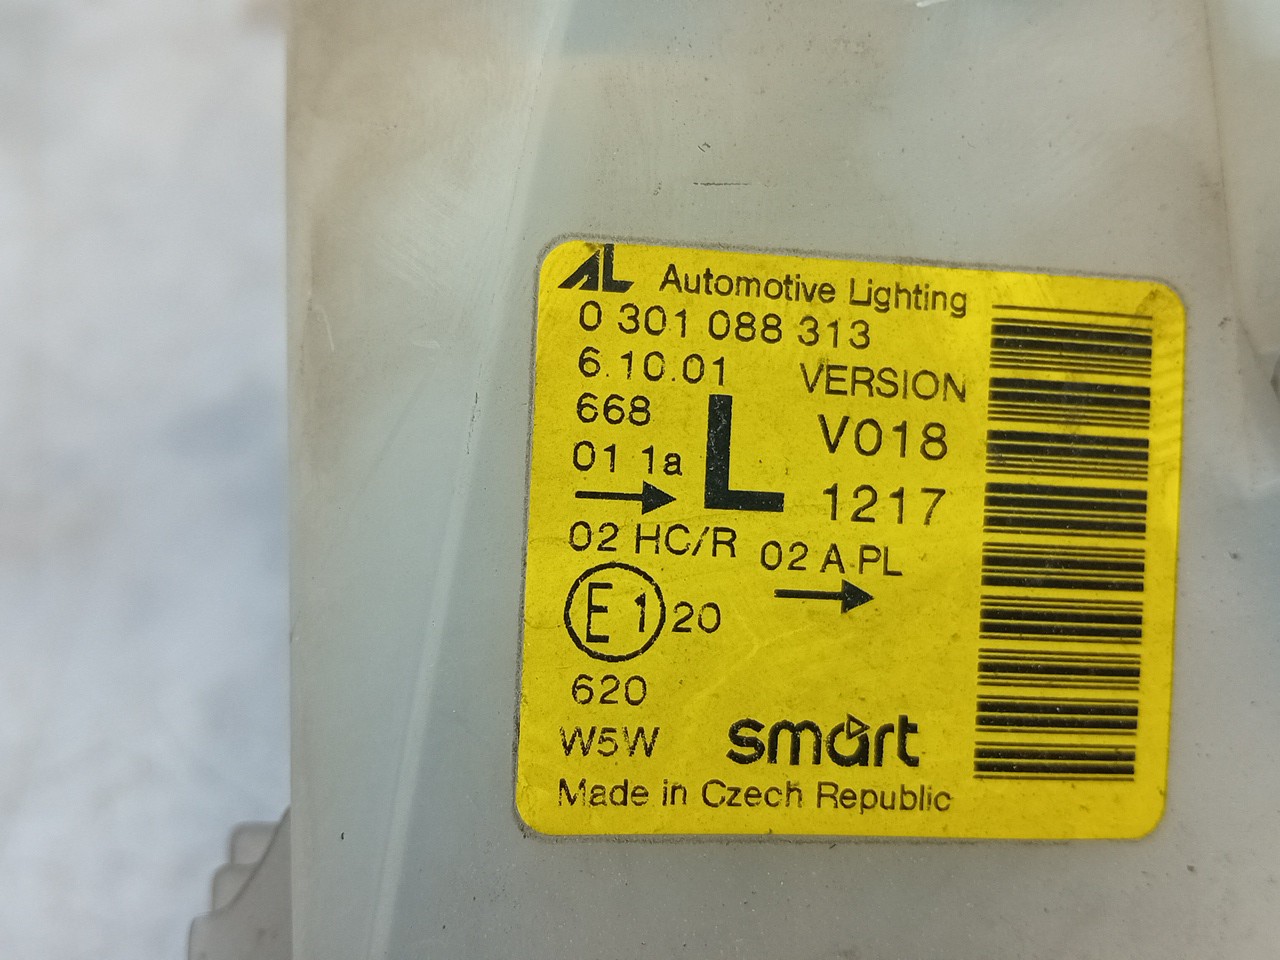 AL Automotive Lighting
0 301 088 313
6.10.01 VERSION
668 L V018
01 1a 1217
02 HC/R 02 A PL
E 1 20
620
W5W smart
Made in Czech Republic